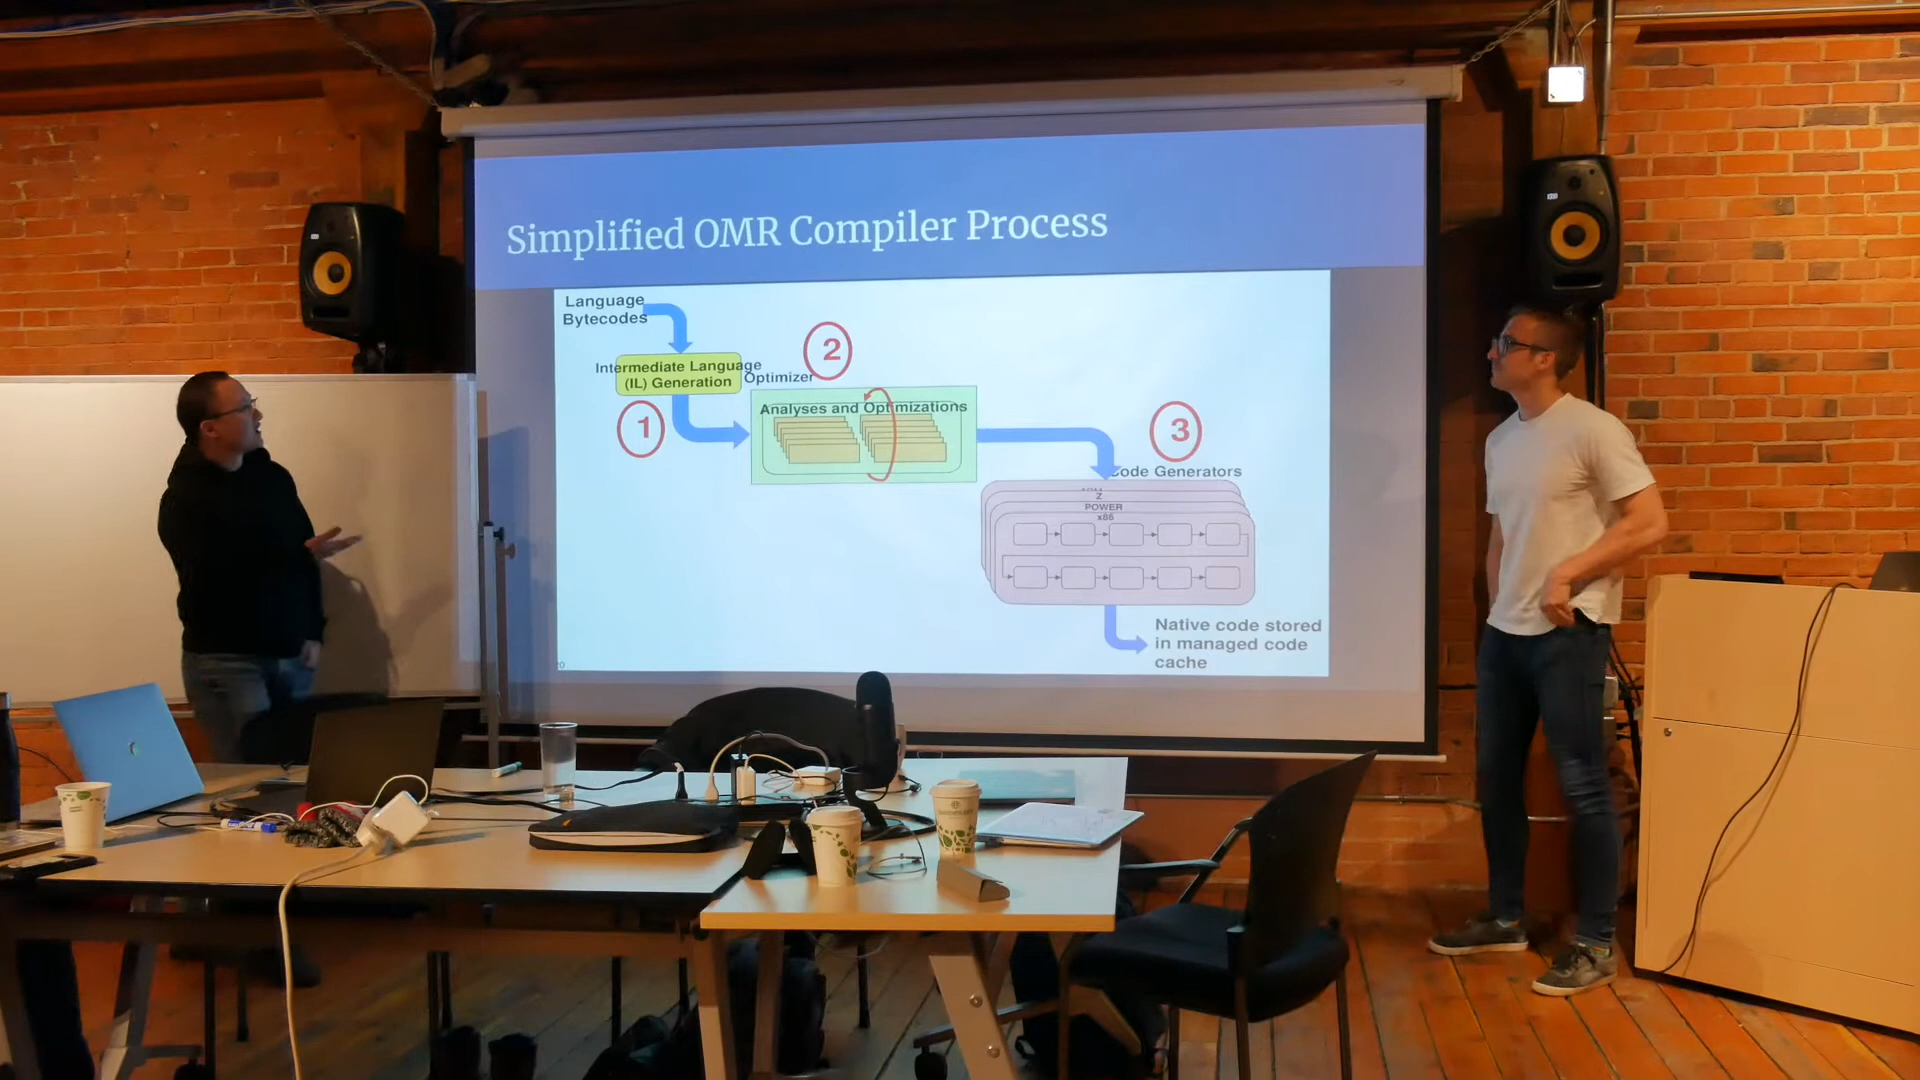 Simplified OMR Compiler Process
Language
Bytecodes
Intermediate Language
(IL) Generation
1
2
Optimizer
Analyses and Optimizations
3
Code Generators
Z
POWER
x86
Native code stored
in managed code
cache